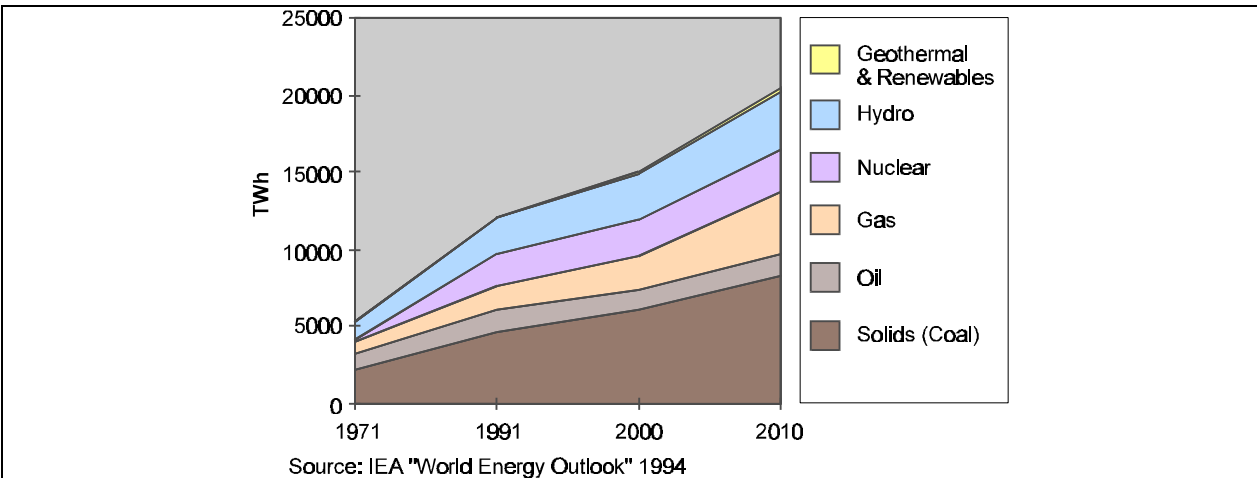 25000
20000
15000
10000
5000
0
TWh
1971 1991 2000 2010
Geothermal
& Renewables
Hydro
Nuclear
Gas
Oil
Solids (Coal)
Source: IEA "World Energy Outlook" 1994